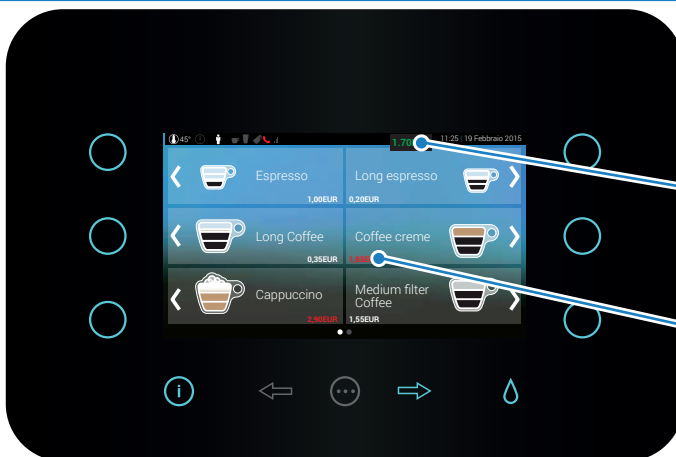 45°
1.70
11:25 | 19 Febbraio 2015
Espresso
1,00EUR
Long espresso
0,20EUR
Long Coffee
0,35EUR
Coffee creme
Cappuccino
2,90EUR
Medium filter
Coffee
1,55EUR
i